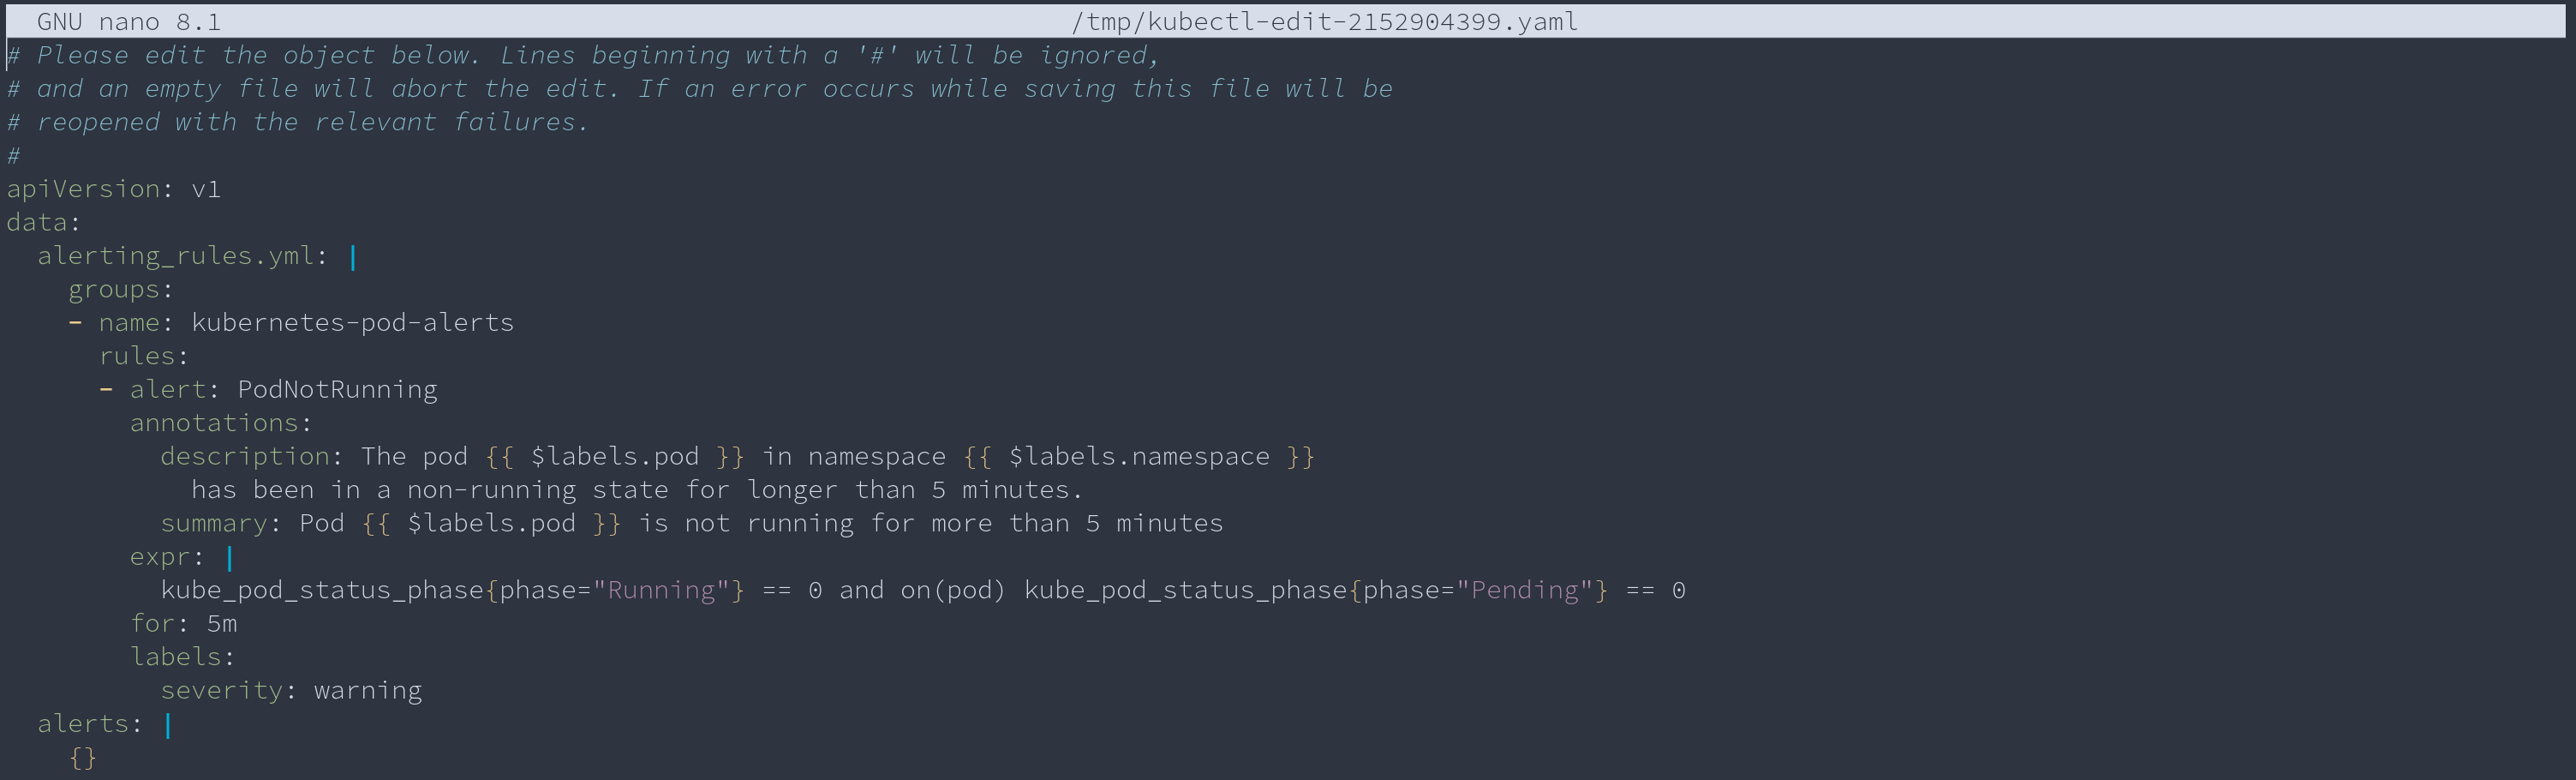 GNU nano 8.1 /tmp/kubectl-edit-2152904399.yaml
# Please edit the object below. Lines beginning with a '#' will be ignored,
# and an empty file will abort the edit. If an error occurs while saving this file will be
# reopened with the relevant failures.
#
apiVersion: v1
data:
  alerting_rules.yml: |
    groups:
    - name: kubernetes-pod-alerts
      rules:
      - alert: PodNotRunning
        annotations:
          description: The pod {{ $labels.pod }} in namespace {{ $labels.namespace }}
            has been in a non-running state for longer than 5 minutes.
          summary: Pod {{ $labels.pod }} is not running for more than 5 minutes
        expr: |
          kube_pod_status_phase{phase="Running"} == 0 and on(pod) kube_pod_status_phase{phase="Pending"} == 0
        for: 5m
        labels:
          severity: warning
  alerts: |
    {}